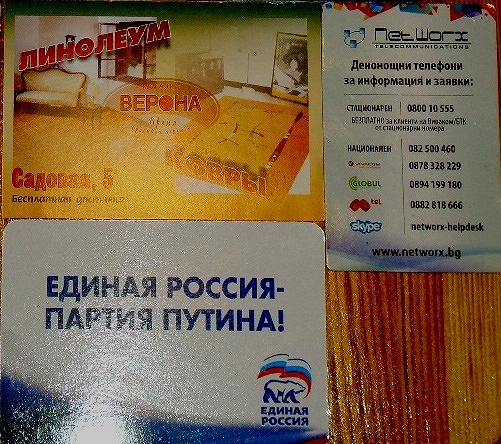 ЛИНОЛЕУМ
ВЕРОНА
КОВРЫ
Садовая, 5
Бесплатная доставка
NetWorx
TELECOMMUNICATIONS
Денонощни телефони
за информация и заявки:
СТАЦИОНАРЕН 0800 10 555
БЕЗПЛАТНО за клиенти на Виваком/БТК
от стационарни номера
НАЦИОНАЛЕН 082 500 460
0878 328 229
GLOBUL 0894 199 180
mtel 0882 818 666
skype networx-helpdesk
www.networx.bg
ЕДИНАЯ РОССИЯ-
ПАРТИЯ ПУТИНА!
ЕДИНАЯ
РОССИЯ